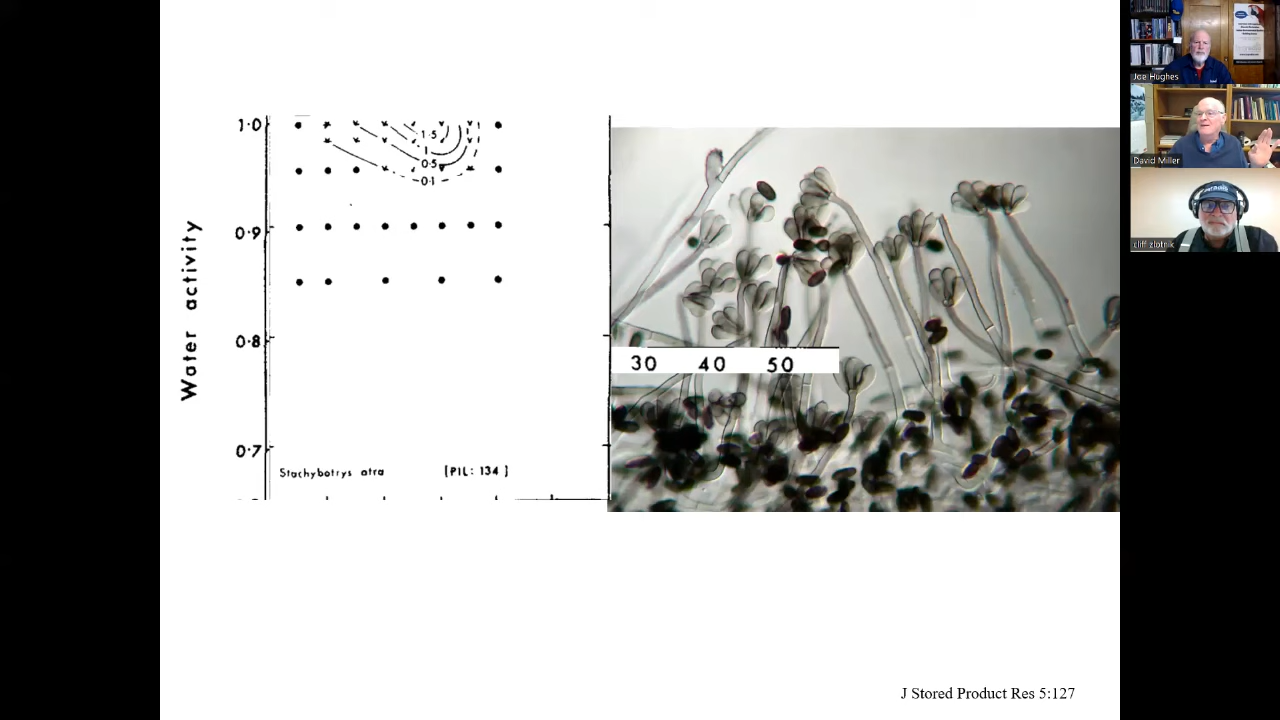 1·0
1·5
1
0·5
0·1
0·9
0·8
0·7
Water activity
Stachybotrys atra [PIL: 134]
30 40 50
J Stored Product Res 5:127
Joe Hughes
David Miller
cliff zlotnik